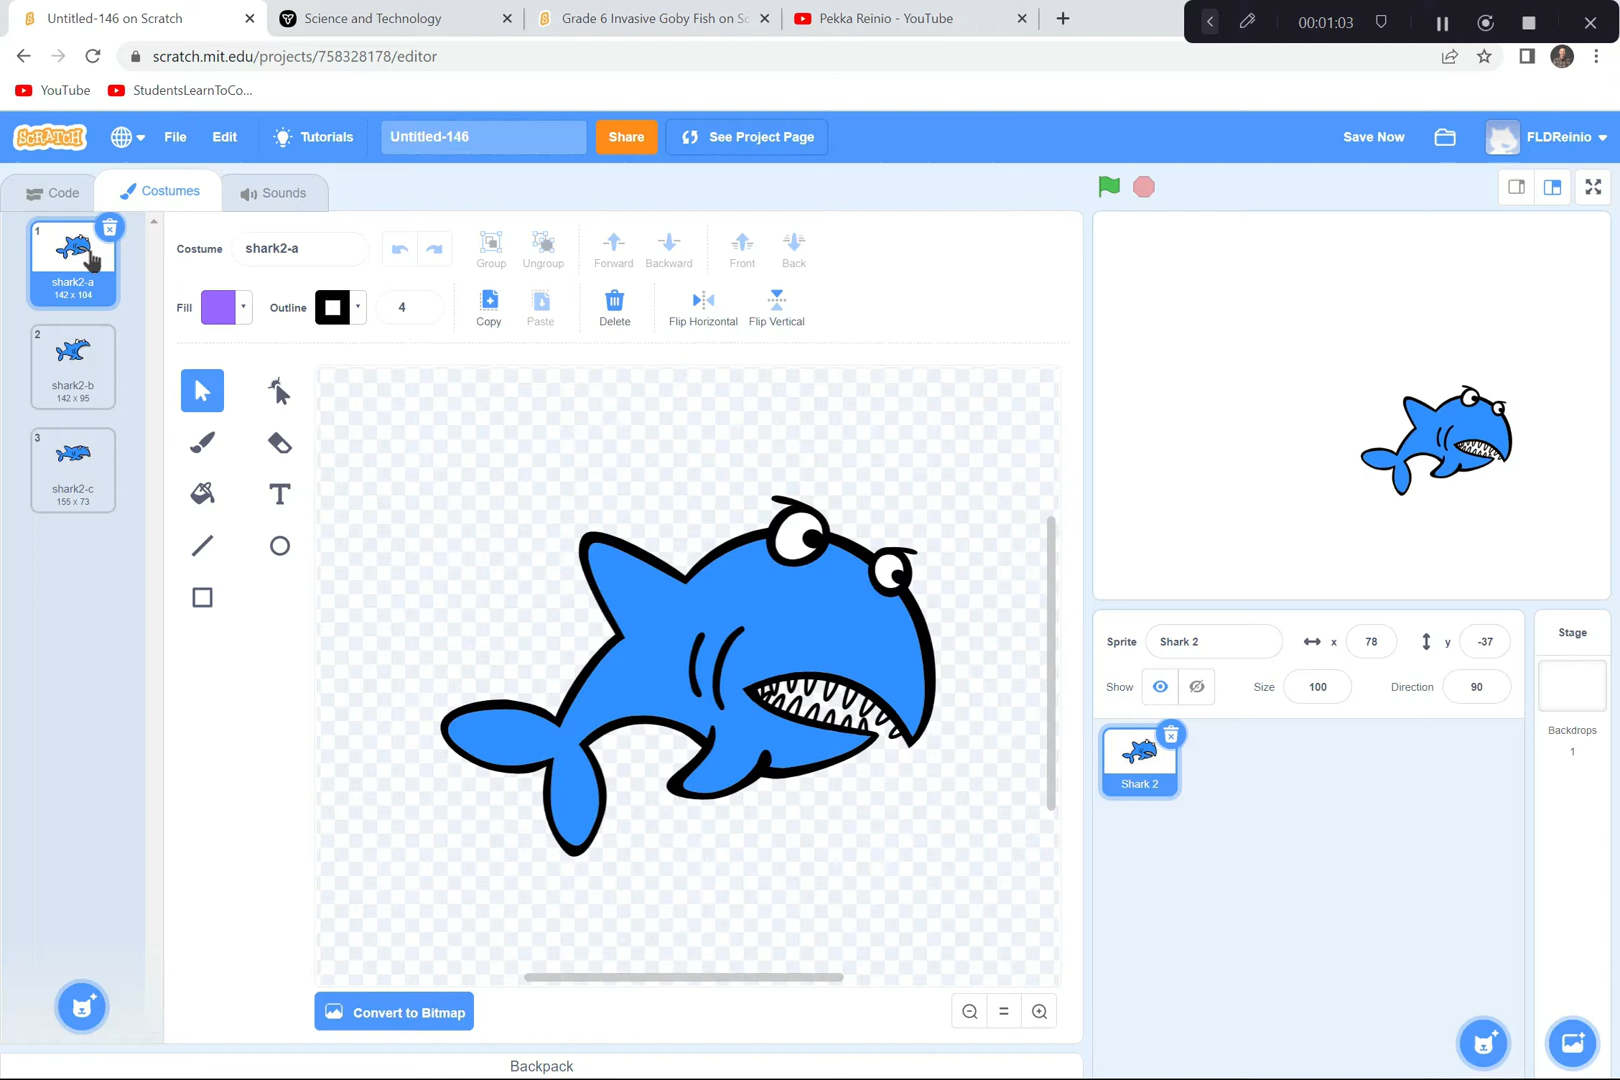 Untitled-146 on Scratch
Science and Technology
Grade 6 Invasive Goby Fish on Sc
Pekka Reinio - YouTube
00:01:03
scratch.mit.edu/projects/758328178/editor
YouTube
StudentsLearnToCo...
SCRATCH
File
Edit
Tutorials
Untitled-146
Share
See Project Page
Save Now
FLDReinio
Code
Costumes
Sounds
1
shark2-a
142 x 104
2
shark2-b
142 x 95
3
shark2-c
155 x 73
Costume
shark2-a
Group
Ungroup
Forward
Backward
Front
Back
Fill
Outline
4
Copy
Paste
Delete
Flip Horizontal
Flip Vertical
T
Convert to Bitmap
=
Backpack
Sprite
Shark 2
x
78
y
-37
Show
Size
100
Direction
90
Shark 2
Stage
Backdrops
1